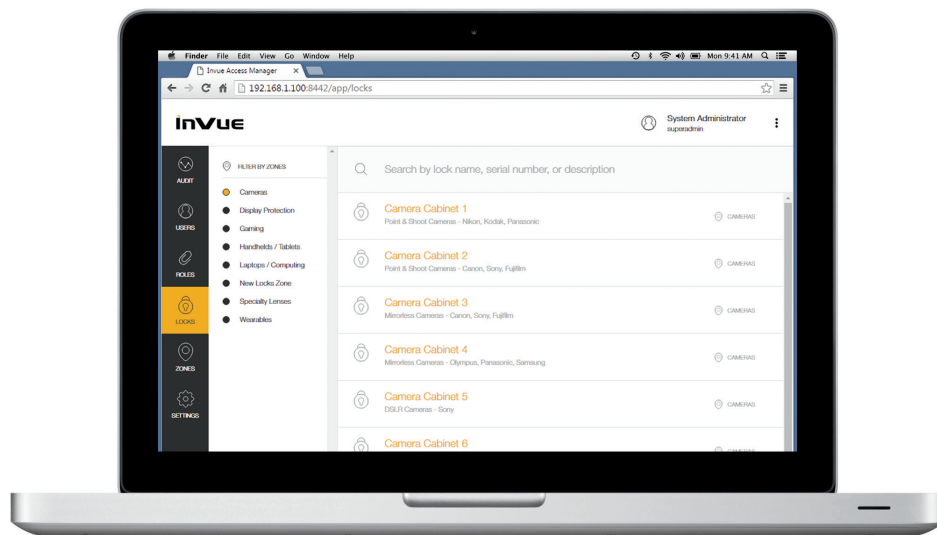 Finder File Edit View Go Window Help Mon 9:41 AM
Invue Access Manager
192.168.1.100:8442/app/locks
inVue
System Administrator
superadmin
AUDIT
USERS
ROLES
LOCKS
ZONES
SETTINGS
FILTER BY ZONES
Cameras
Display Protection
Gaming
Handhelds / Tablets
Laptops / Computing
New Locks Zone
Specialty Lenses
Wearables
Search by lock name, serial number, or description
Camera Cabinet 1
Point & Shoot Cameras - Nikon, Kodak, Panasonic
CAMERAS
Camera Cabinet 2
Point & Shoot Cameras - Canon, Sony, Fujifilm
CAMERAS
Camera Cabinet 3
Mirrorless Cameras - Canon, Sony, Fujifilm
CAMERAS
Camera Cabinet 4
Mirrorless Cameras - Olympus, Panasonic, Samsung
CAMERAS
Camera Cabinet 5
DSLR Cameras - Sony
CAMERAS
Camera Cabinet 6
CAMERAS